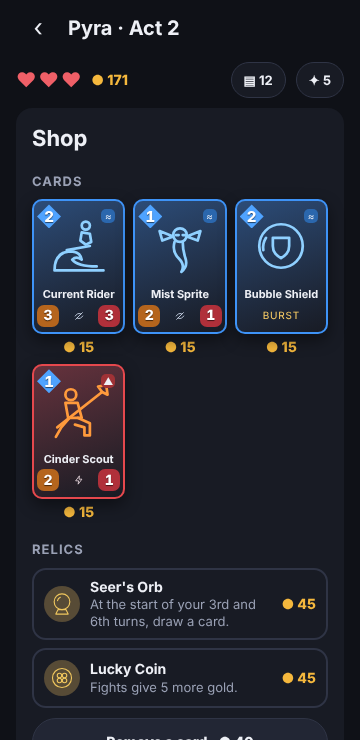 Pyra · Act 2
171
12
5
Shop
CARDS
2
1
2
Current Rider
Mist Sprite
Bubble Shield
3 3
2 1
BURST
15
15
15
1
Cinder Scout
2 1
15
RELICS
Seer's Orb
At the start of your 3rd and
6th turns, draw a card.
45
Lucky Coin
Fights give 5 more gold.
45